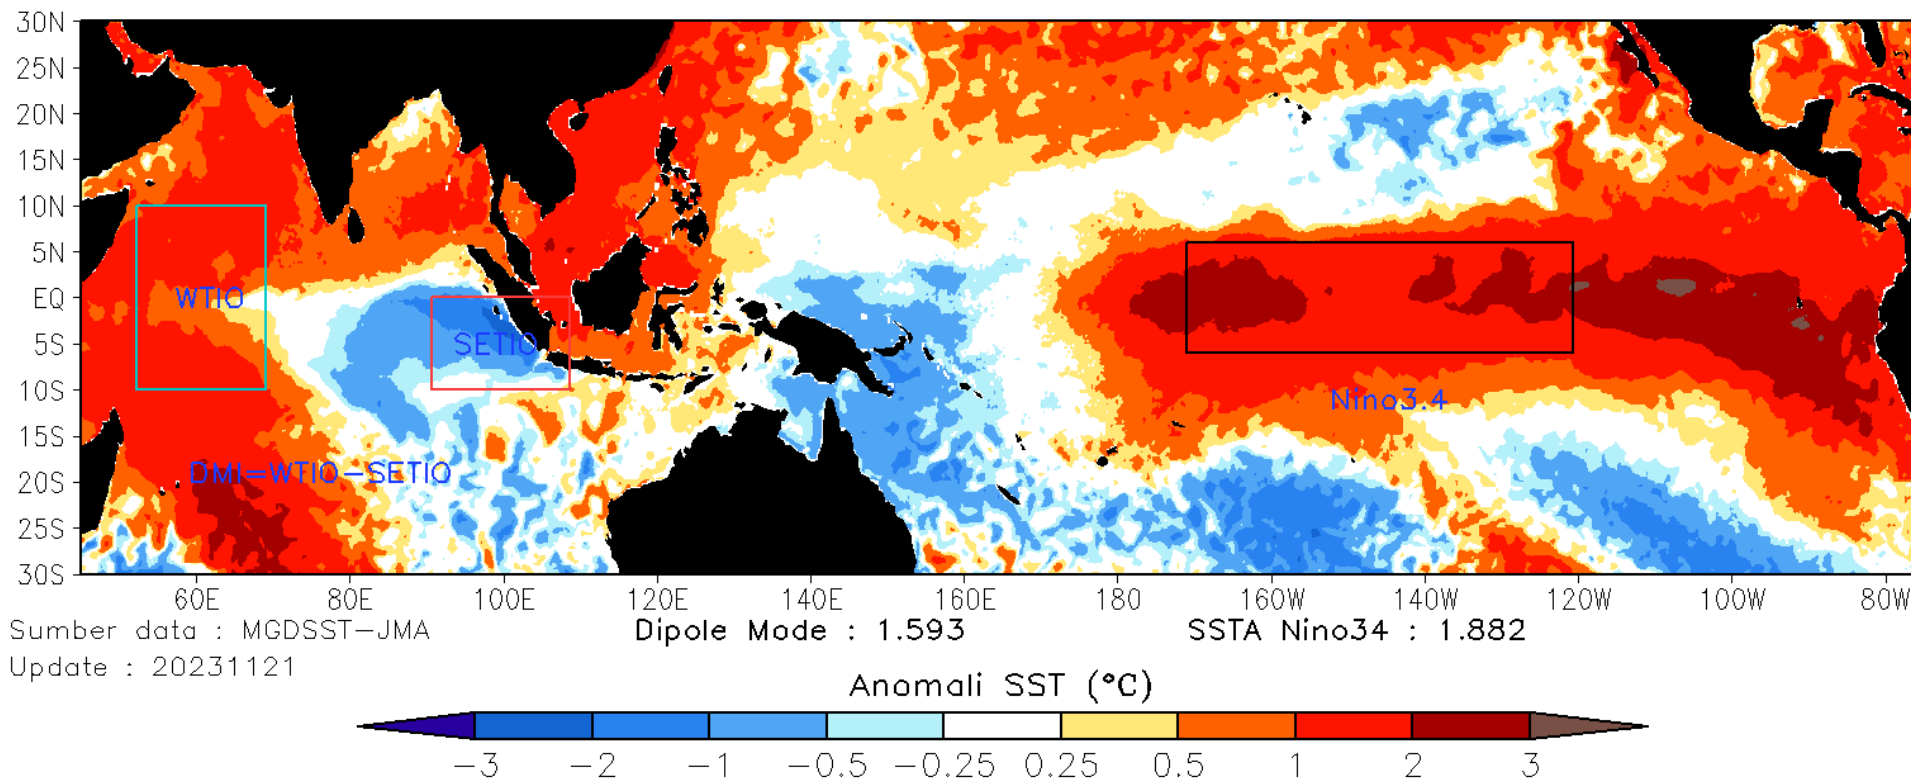 30N
25N
20N
15N
10N
5N
EQ
5S
10S
15S
20S
25S
30S
WTIO
SETIO
Nino3.4
DMI=WTIO-SETIO
60E 80E 100E 120E 140E 160E 180 160W 140W 120W 100W 80W
Sumber data : MGDSST-JMA Dipole Mode : 1.593 SSTA Nino34 : 1.882
Update : 20231121
Anomali SST (°C)
-3 -2 -1 -0.5 -0.25 0.25 0.5 1 2 3